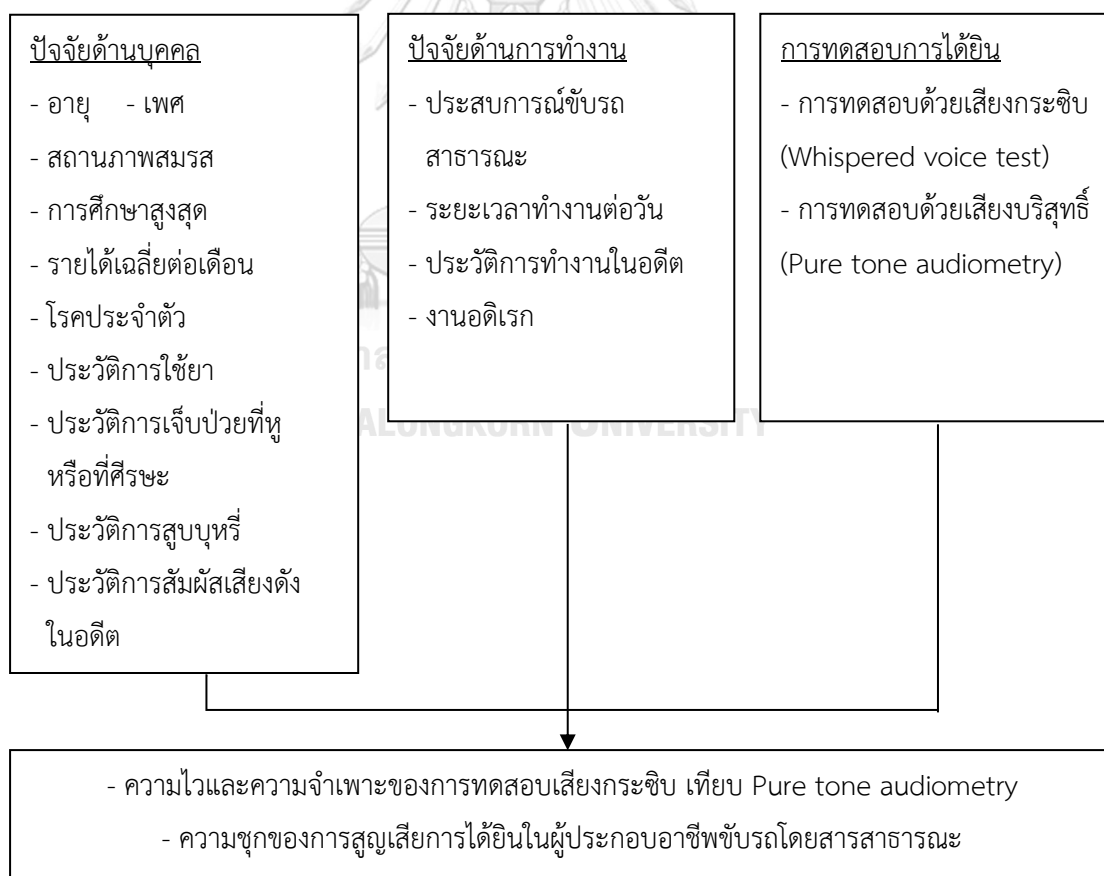 ปัจจัยด้านบุคคล
- อายุ - เพศ
- สถานภาพสมรส
- การศึกษาสูงสุด
- รายได้เฉลี่ยต่อเดือน
- โรคประจำตัว
- ประวัติการใช้ยา
- ประวัติการเจ็บป่วยที่หู
หรือที่ศีรษะ
- ประวัติการสูบบุหรี่
- ประวัติการสัมผัสเสียงดัง
ในอดีต
ปัจจัยด้านการทำงาน
- ประสบการณ์ขับรถ
สาธารณะ
- ระยะเวลาทำงานต่อวัน
- ประวัติการทำงานในอดีต
- งานอดิเรก
การทดสอบการได้ยิน
- การทดสอบด้วยเสียงกระซิบ
(Whispered voice test)
- การทดสอบด้วยเสียงบริสุทธิ์
(Pure tone audiometry)
ALONGKORN UNIVERSITY
- ความไวและความจำเพาะของการทดสอบเสียงกระซิบ เทียบ Pure tone audiometry
- ความชุกของการสูญเสียการได้ยินในผู้ประกอบอาชีพขับรถโดยสารสาธารณะ